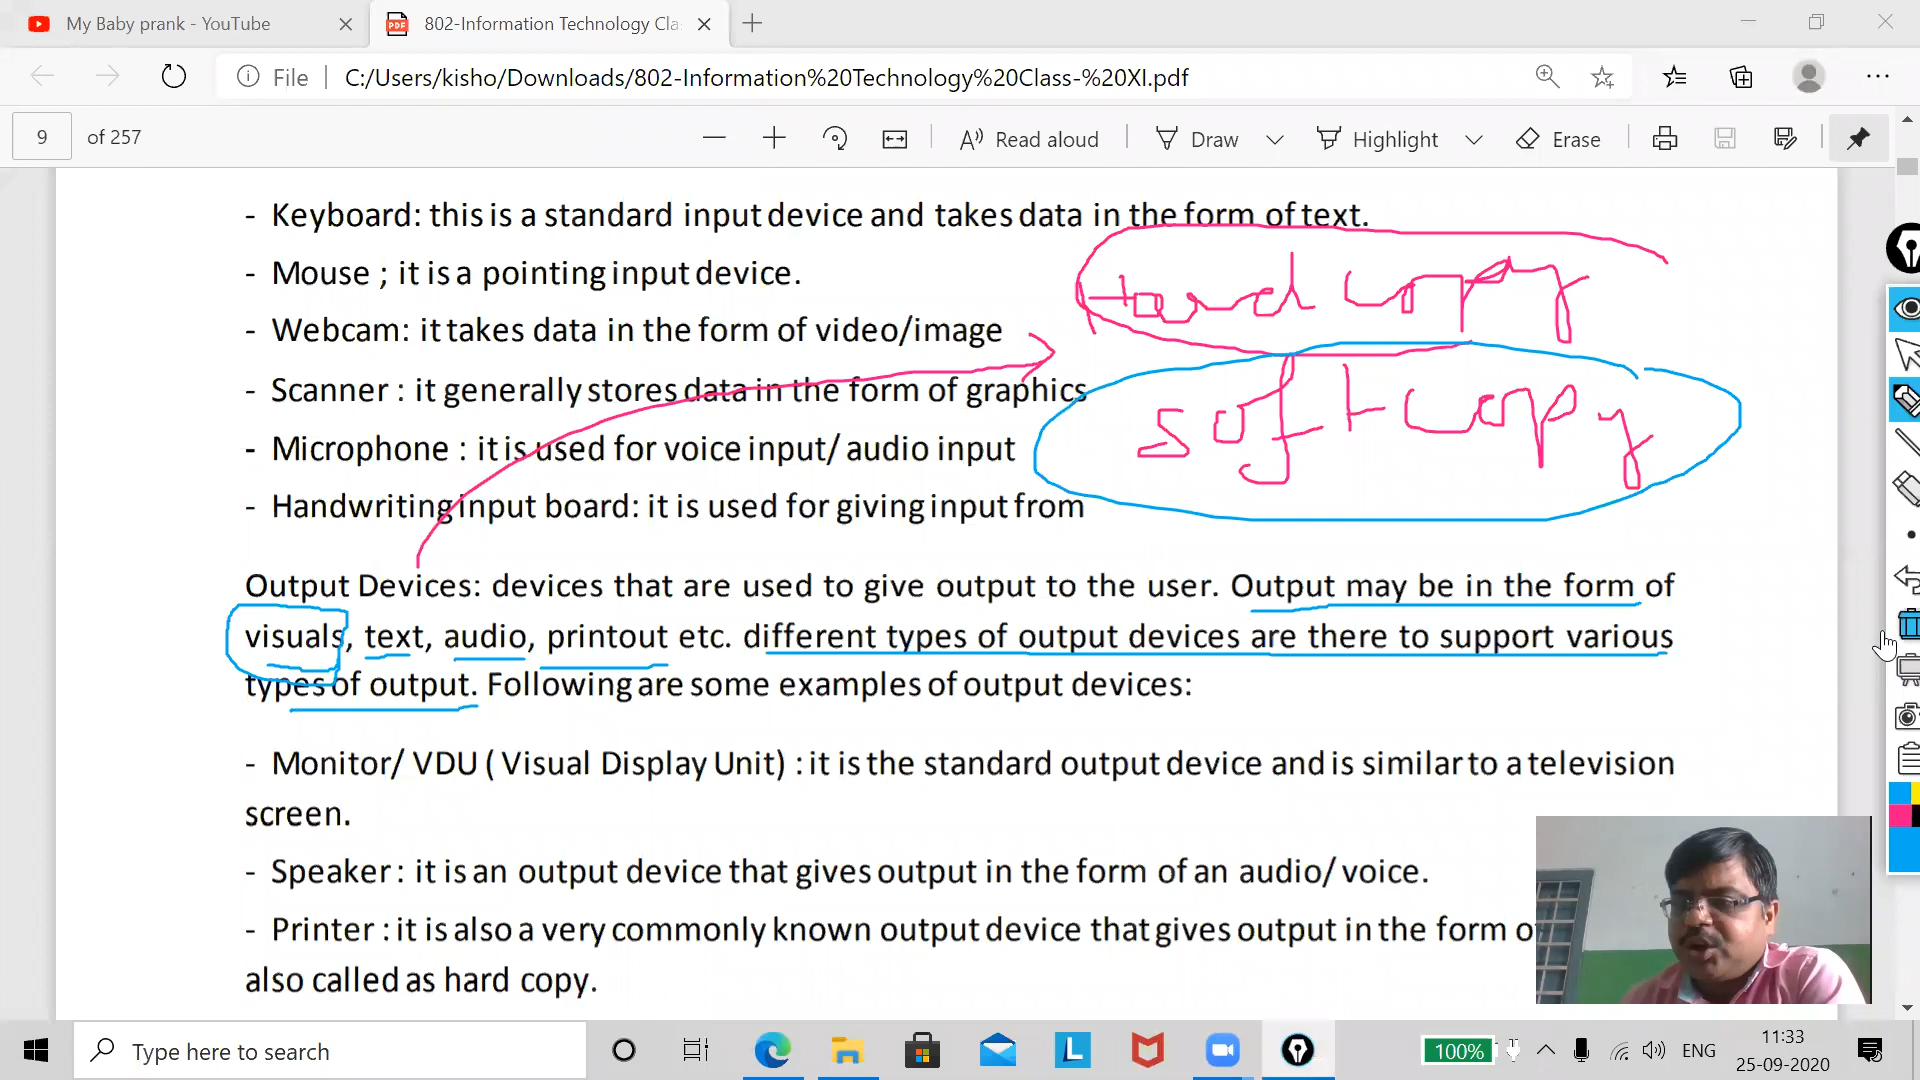 My Baby prank - YouTube
802-Information Technology Cla
File
C:/Users/kisho/Downloads/802-Information%20Technology%20Class-%20XI.pdf
9 of 257
Read aloud
Draw
Highlight
Erase
- Keyboard: this is a standard input device and takes data in the form of text.
- Mouse ; it is a pointing input device.
- Webcam: it takes data in the form of video/image
- Scanner : it generally stores data in the form of graphics
- Microphone : it is used for voice input/ audio input
- Handwriting input board: it is used for giving input from
Hard copy
soft copy
Output Devices: devices that are used to give output to the user. Output may be in the form of
visuals, text, audio, printout etc. different types of output devices are there to support various
types of output. Following are some examples of output devices:
- Monitor/ VDU ( Visual Display Unit) : it is the standard output device and is similar to a television
screen.
- Speaker : it is an output device that gives output in the form of an audio/ voice.
- Printer : it is also a very commonly known output device that gives output in the form
also called as hard copy.
Type here to search
100%
ENG
11:33
25-09-2020